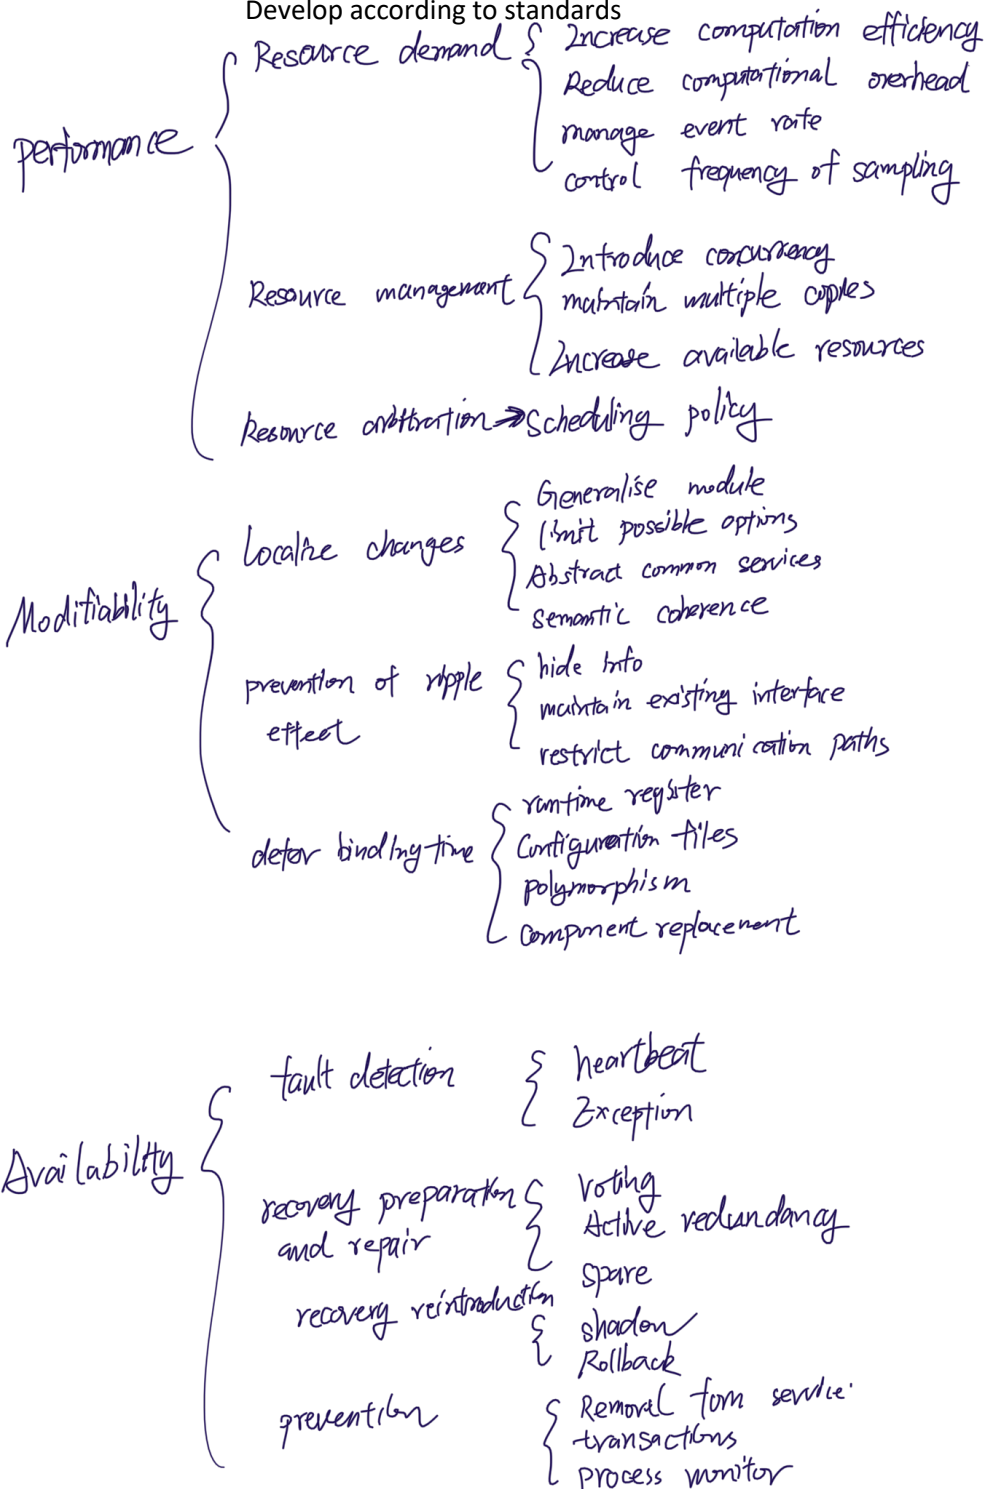 Develop according to standards
performance
Resource demand
Increase computation efficiency
Reduce computational overhead
manage event rate
control frequency of sampling
Resource management
Introduce concurrency
maintain multiple copies
Increase available resources
Resource arbitration → Scheduling policy
Modifiability
Localize changes
Generalise module
limit possible options
Abstract common services
semantic coherence
prevention of ripple
effect
hide info
maintain existing interface
restrict communication paths
defer binding time
runtime register
Configuration files
polymorphism
component replacement
Availability
fault detection
heartbeat
Exception
recovery preparation
and repair
Voting
Active redundancy
spare
recovery reintroduction
shadow
Rollback
prevention
Removal form service
transactions
process monitor